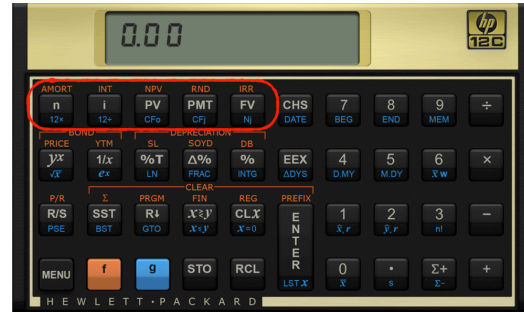 0.00
hp
12C
AMORT INT NPV RND IRR
n i PV PMT FV CHS 7 8 9 ÷
12× 12÷ CFo CFj Nj DATE BEG END MEM
BOND DEPRECIATION
PRICE YTM SL SOYD DB
yx 1/x %T Δ% % EEX 4 5 6 ×
√x ex LN FRAC INTG ΔDYS D.MY M.DY x̄ w
CLEAR
P/R Σ PRGM FIN REG PREFIX
R/S SST R↓ x≷y CLx ENTER 1 2 3 −
PSE BST GTO x≤y x=0 x̂,r ŷ,r n!
MENU f g STO RCL 0 • Σ+ +
LST x x̄ s Σ−
HEWLETT·PACKARD